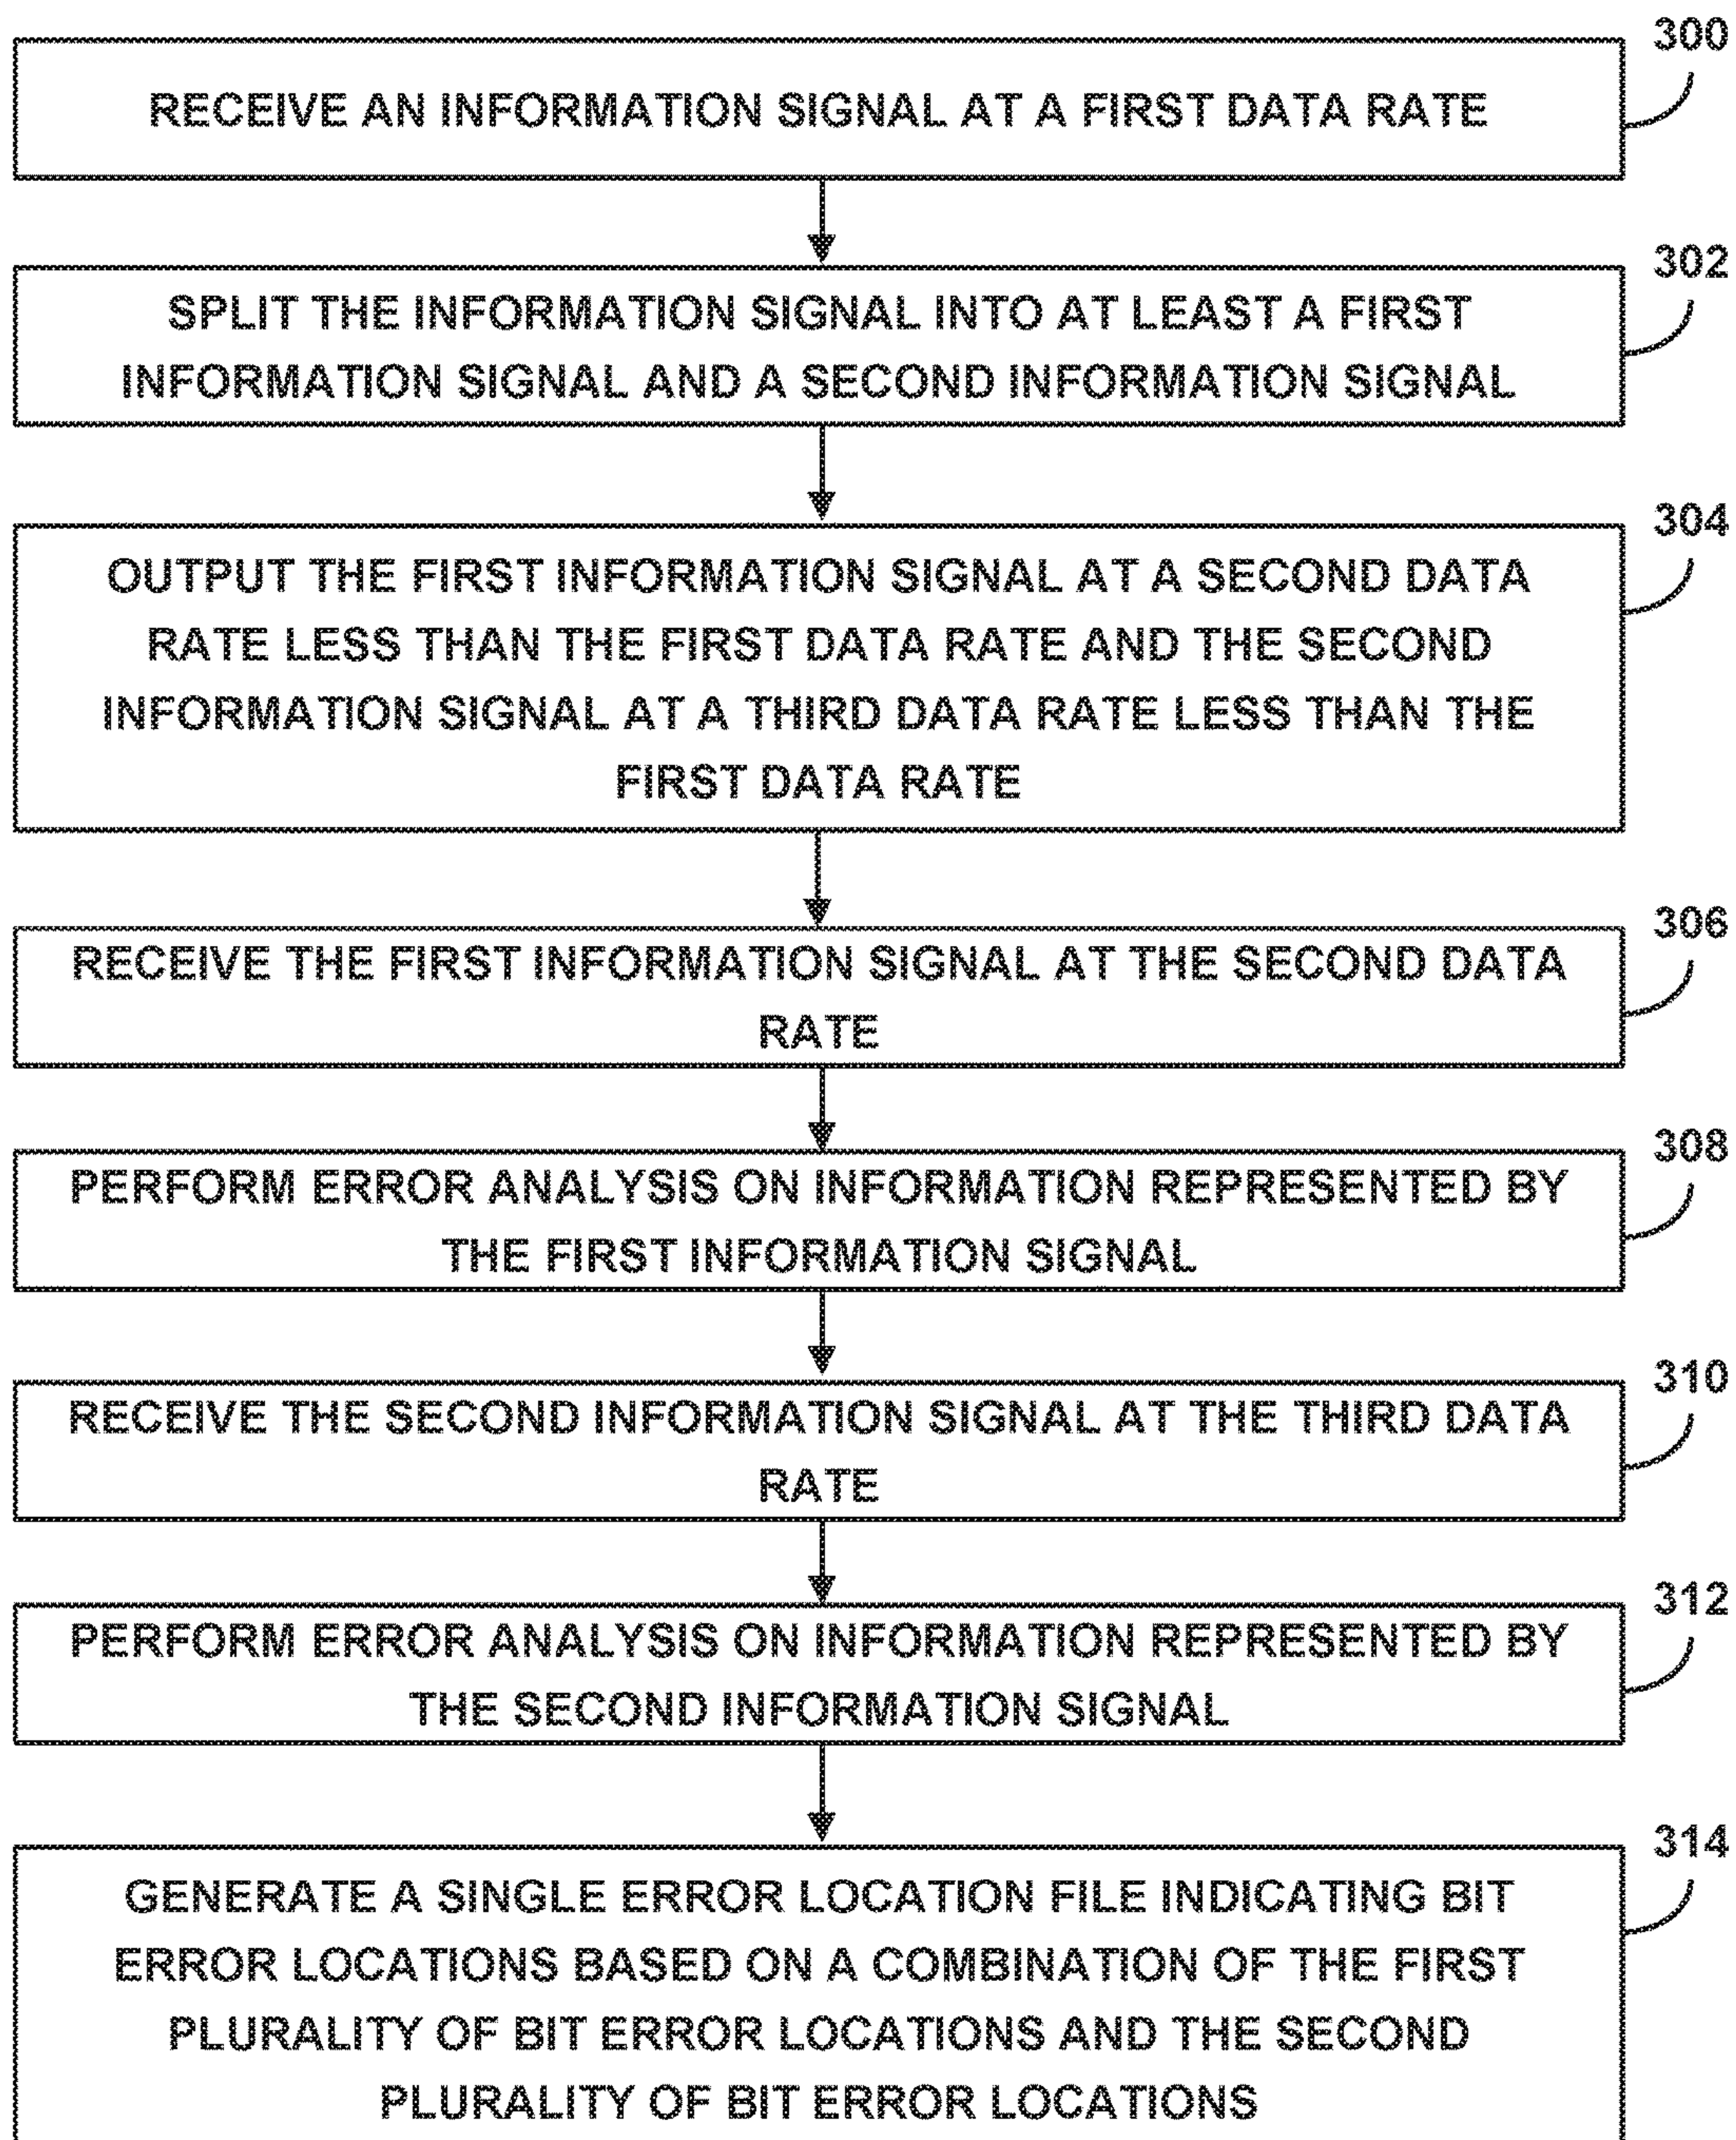 300
RECEIVE AN INFORMATION SIGNAL AT A FIRST DATA RATE
302
SPLIT THE INFORMATION SIGNAL INTO AT LEAST A FIRST
INFORMATION SIGNAL AND A SECOND INFORMATION SIGNAL
304
OUTPUT THE FIRST INFORMATION SIGNAL AT A SECOND DATA
RATE LESS THAN THE FIRST DATA RATE AND THE SECOND
INFORMATION SIGNAL AT A THIRD DATA RATE LESS THAN THE
FIRST DATA RATE
306
RECEIVE THE FIRST INFORMATION SIGNAL AT THE SECOND DATA
RATE
308
PERFORM ERROR ANALYSIS ON INFORMATION REPRESENTED BY
THE FIRST INFORMATION SIGNAL
310
RECEIVE THE SECOND INFORMATION SIGNAL AT THE THIRD DATA
RATE
312
PERFORM ERROR ANALYSIS ON INFORMATION REPRESENTED BY
THE SECOND INFORMATION SIGNAL
314
GENERATE A SINGLE ERROR LOCATION FILE INDICATING BIT
ERROR LOCATIONS BASED ON A COMBINATION OF THE FIRST
PLURALITY OF BIT ERROR LOCATIONS AND THE SECOND
PLURALITY OF BIT ERROR LOCATIONS